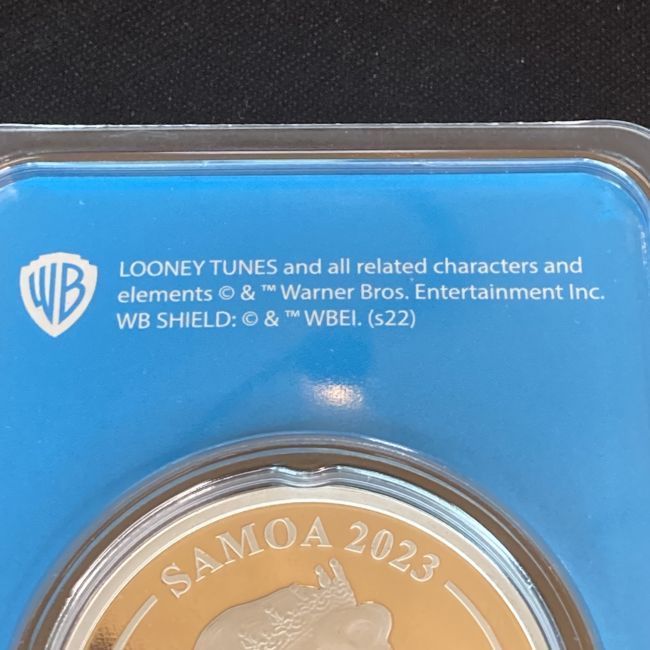 WB
LOONEY TUNES and all related characters and
elements © & ™ Warner Bros. Entertainment Inc.
WB SHIELD: © & ™ WBEI. (s22)
SAMOA 2023